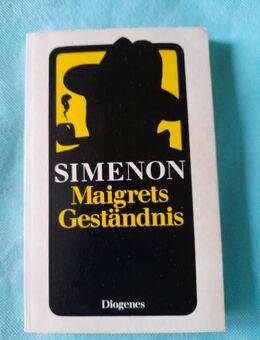 SIMENON
Maigrets
Geständnis
Diogenes